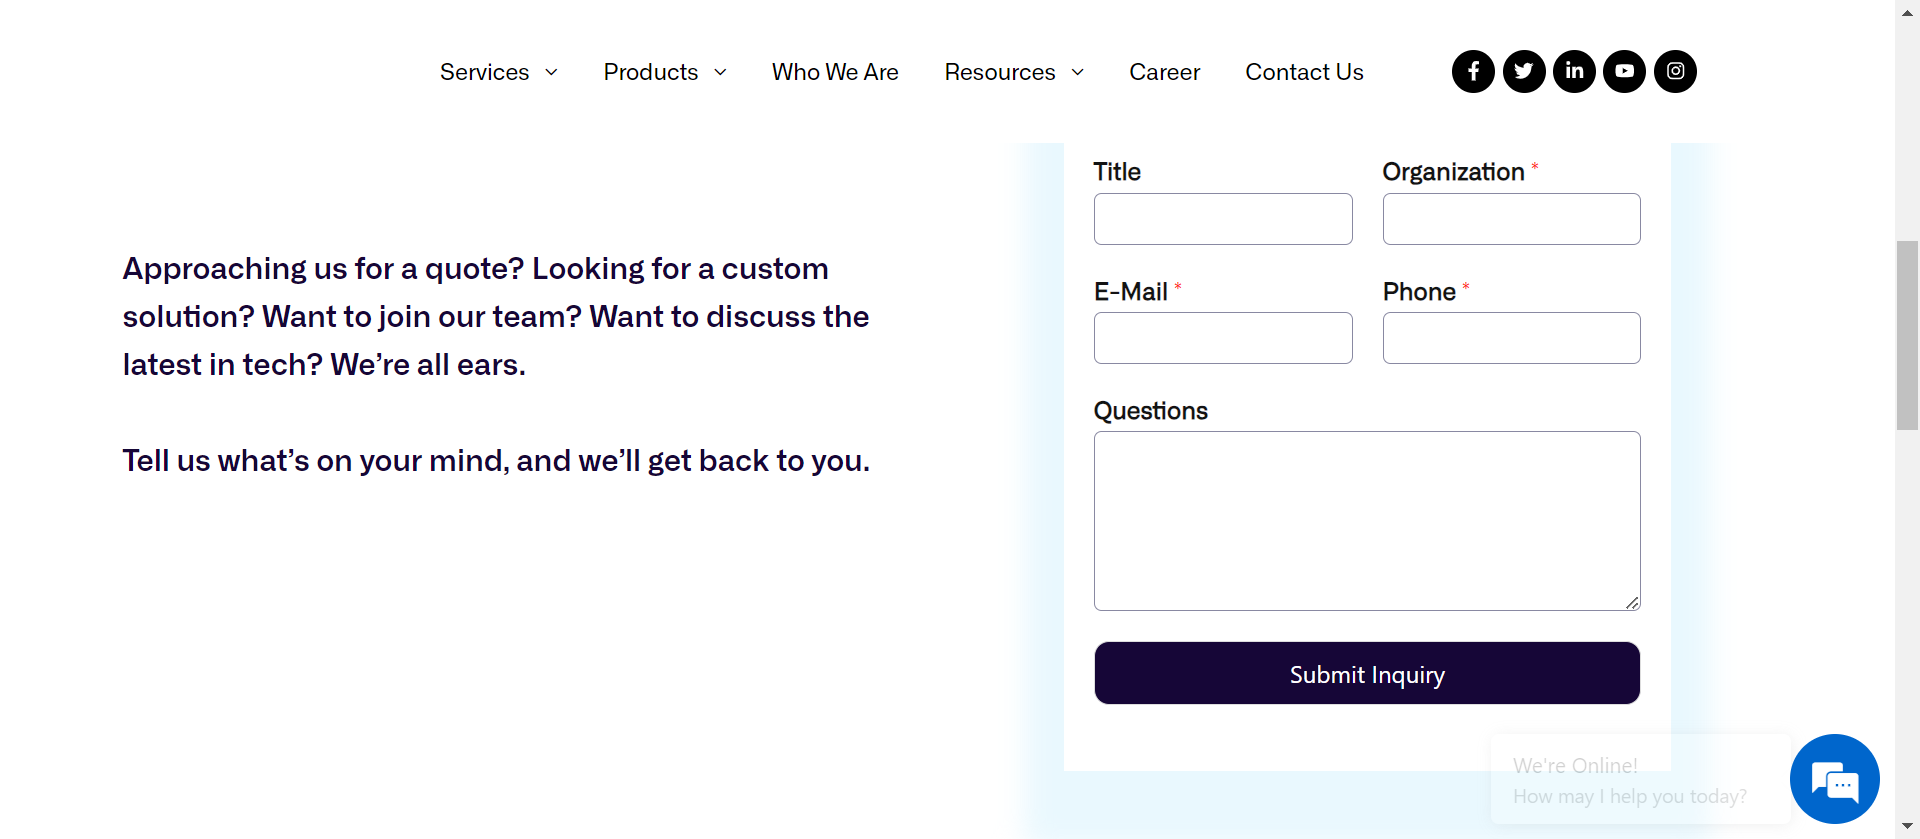 Services
Products
Who We Are
Resources
Career
Contact Us
Approaching us for a quote? Looking for a custom
solution? Want to join our team? Want to discuss the
latest in tech? We’re all ears.
Tell us what’s on your mind, and we’ll get back to you.
Title
Organization *
E-Mail *
Phone *
Questions
Submit Inquiry
We're Online!
How may I help you today?